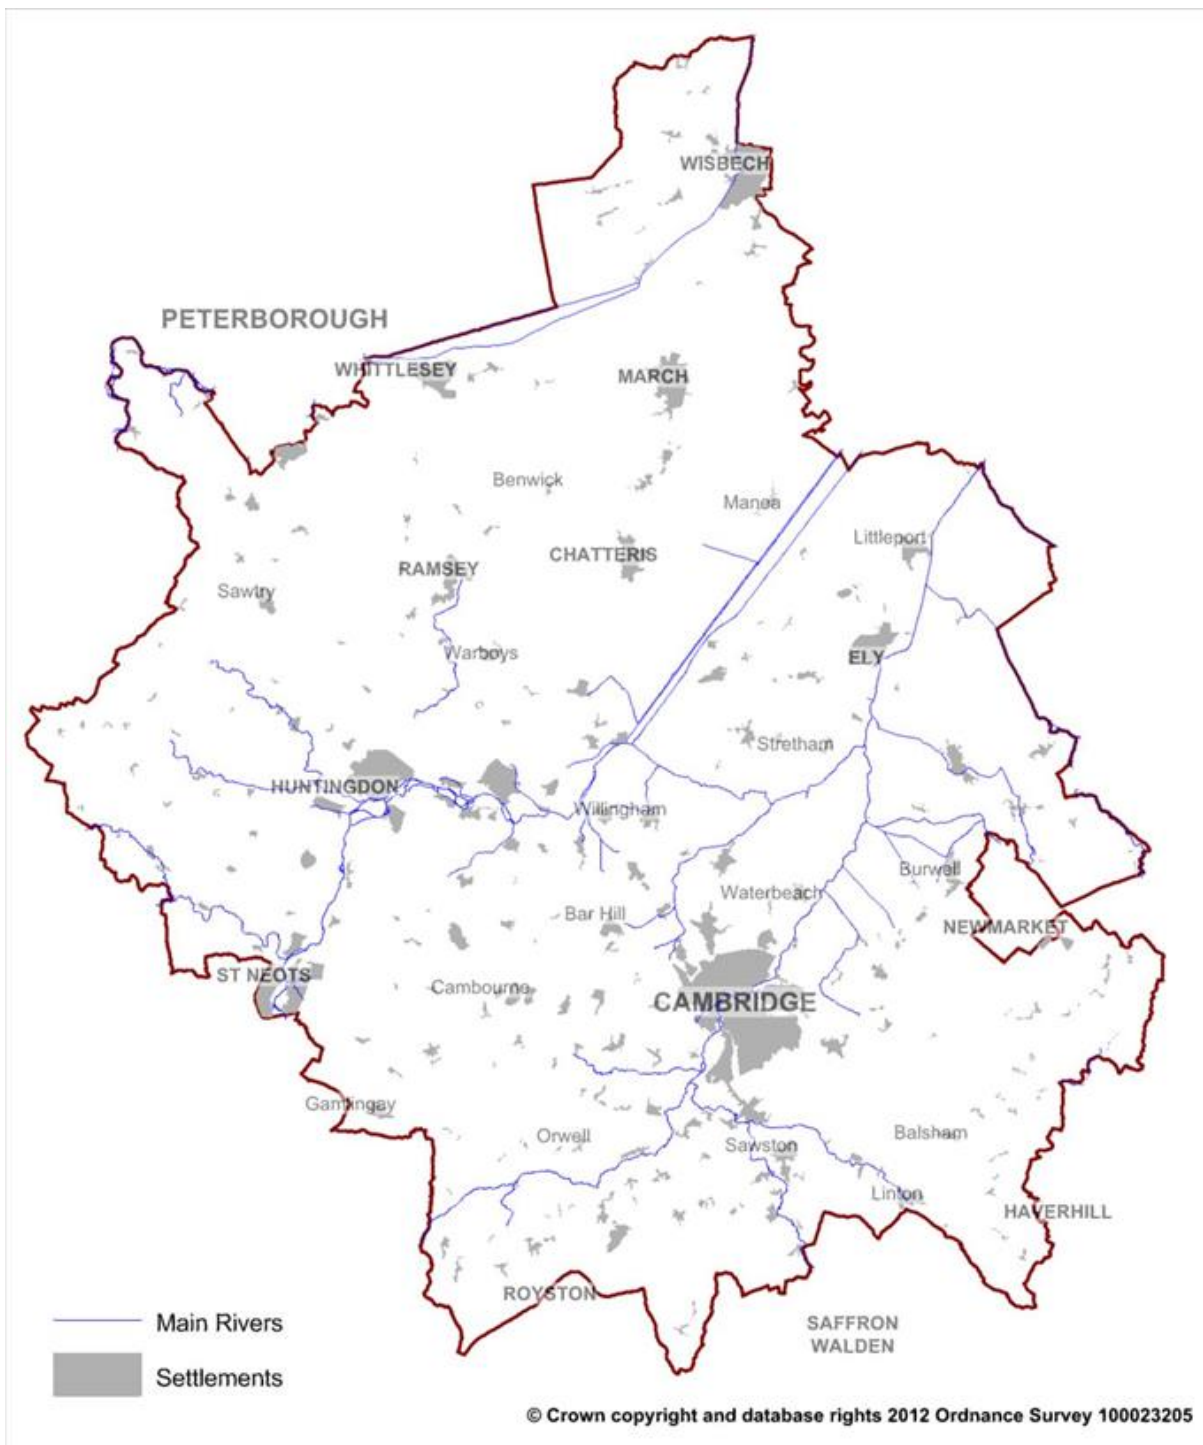 WISBECH
PETERBOROUGH
WHITTLESEY
MARCH
Benwick
Manea
Littleport
CHATTERIS
RAMSEY
Sawtry
Warboys
ELY
Stretham
HUNTINGDON
Willingham
Burwell
Waterbeach
Bar Hill
NEWMARKET
ST NEOTS
Cambourne
CAMBRIDGE
Gamlingay
Orwell
Sawston
Balsham
Linton
HAVERHILL
ROYSTON
SAFFRON
WALDEN
Main Rivers
Settlements
© Crown copyright and database rights 2012 Ordnance Survey 100023205